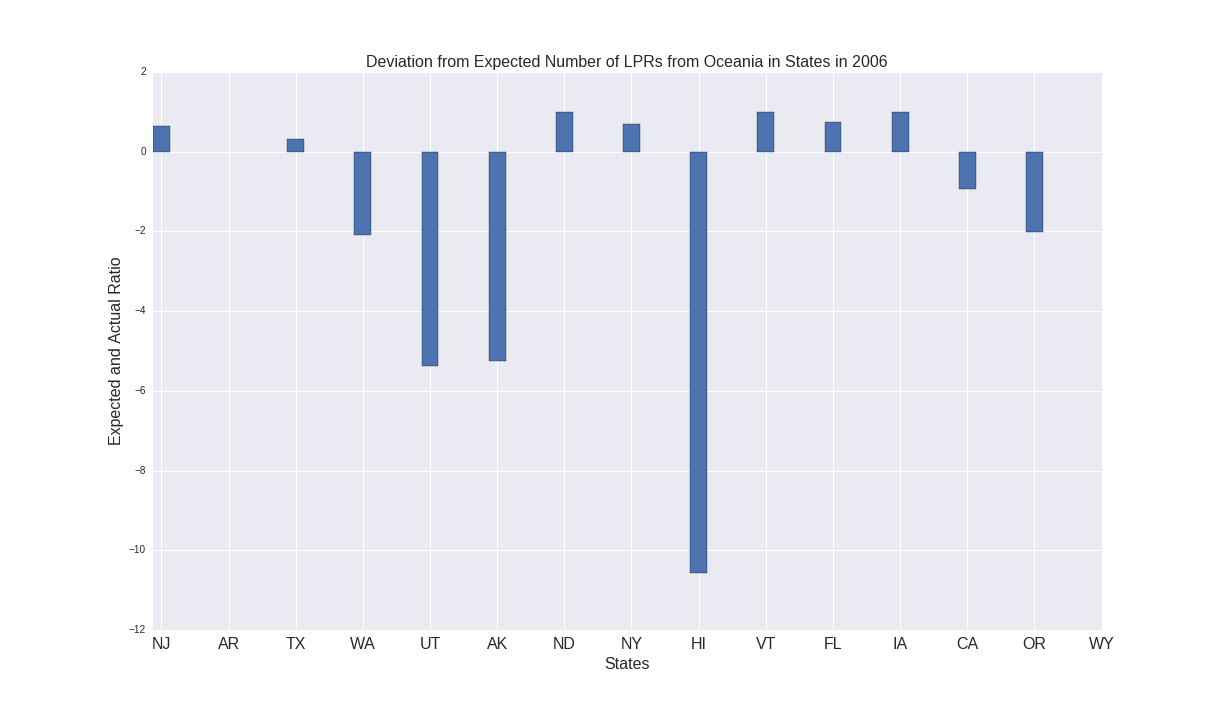 Deviation from Expected Number of LPRs from Oceania in States in 2006
Expected and Actual Ratio
2
0
−2
−4
−6
−8
−10
−12
NJ AR TX WA UT AK ND NY HI VT FL IA CA OR WY
States